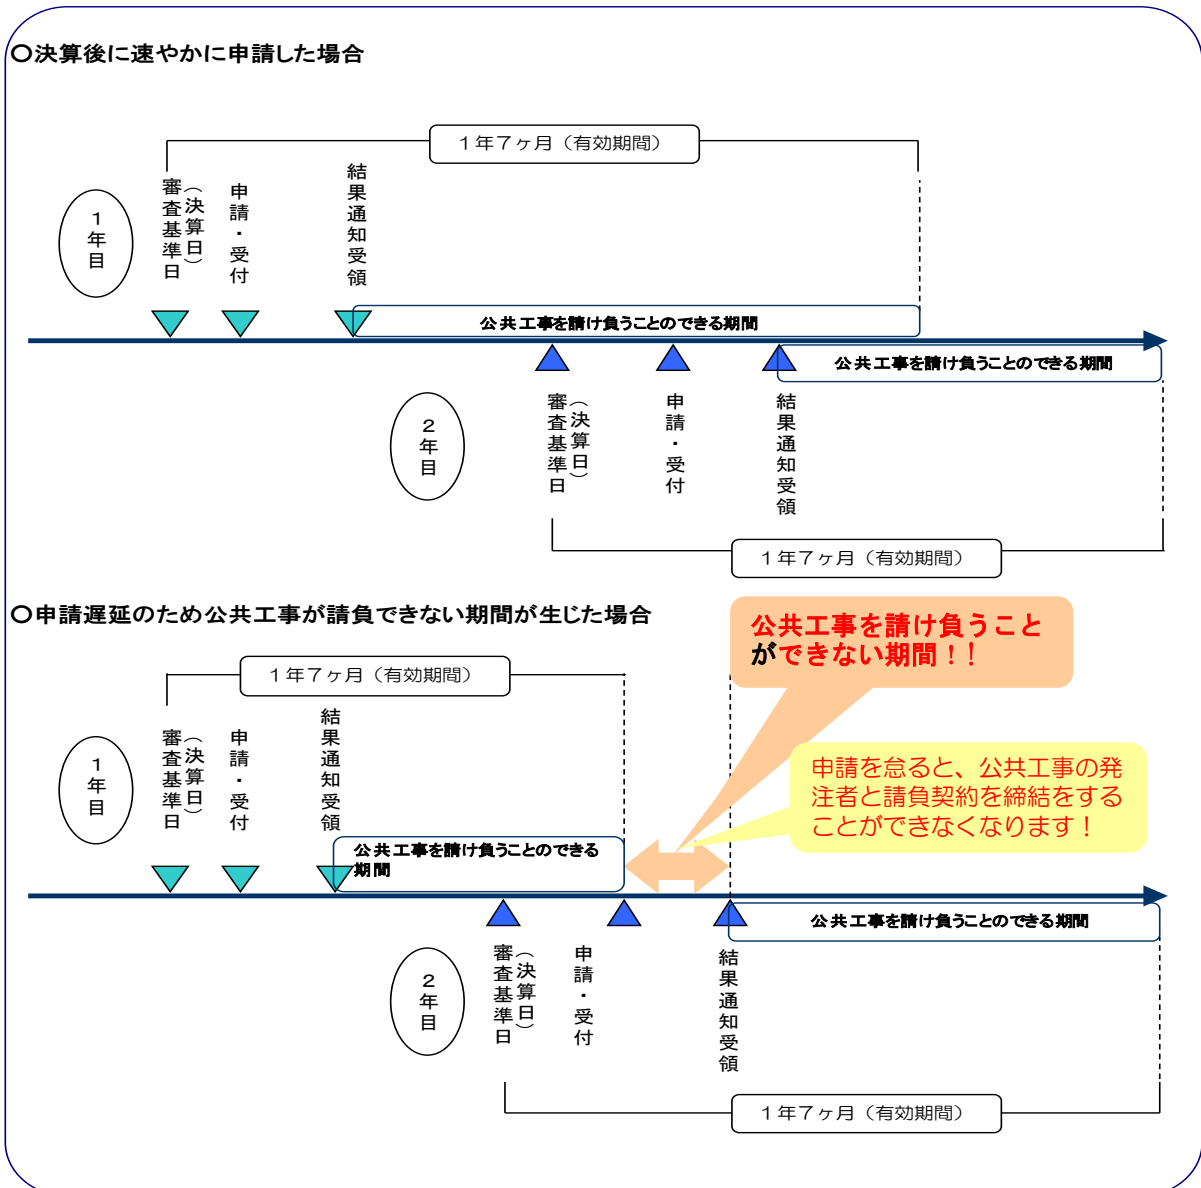 〇決算後に速やかに申請した場合
１年７ヶ月（有効期間）
１年目
審査基準日
（決算日）
申請・受付
結果通知受領
公共工事を請け負うことのできる期間
公共工事を請け負うことのできる期間
２年目
審査基準日
（決算日）
申請・受付
結果通知受領
１年７ヶ月（有効期間）
〇申請遅延のため公共工事が請負できない期間が生じた場合
公共工事を請け負うこと
ができない期間！！
１年７ヶ月（有効期間）
１年目
審査基準日
（決算日）
申請・受付
結果通知受領
申請を怠ると、公共工事の発
注者と請負契約を締結をする
ことができなくなります！
公共工事を請け負うことのできる
期間
公共工事を請け負うことのできる期間
２年目
審査基準日
（決算日）
申請・受付
結果通知受領
１年７ヶ月（有効期間）